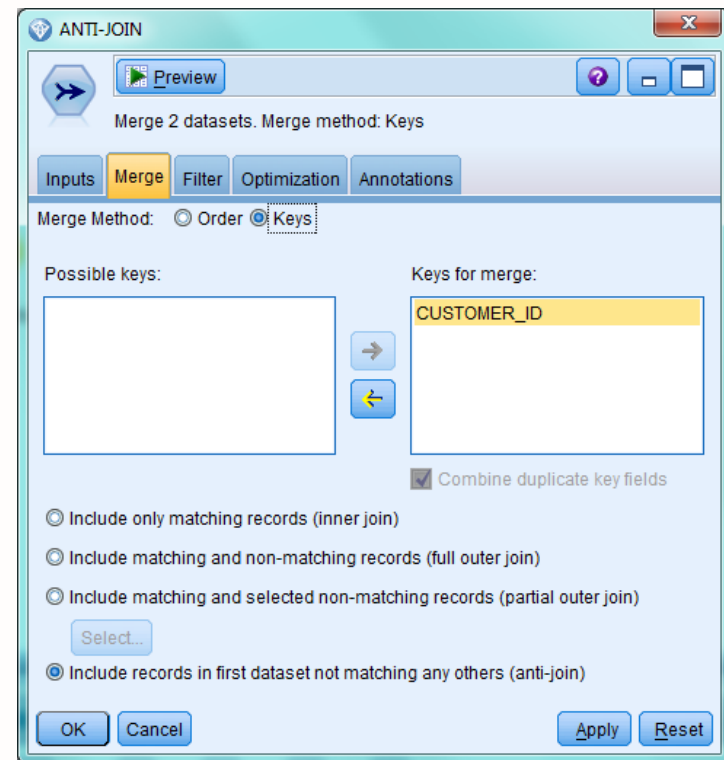 ANTI-JOIN
Preview
Merge 2 datasets. Merge method: Keys
Inputs Merge Filter Optimization Annotations
Merge Method: Order Keys
Possible keys: Keys for merge:
CUSTOMER_ID
Combine duplicate key fields
Include only matching records (inner join)
Include matching and non-matching records (full outer join)
Include matching and selected non-matching records (partial outer join)
Select...
Include records in first dataset not matching any others (anti-join)
OK Cancel Apply Reset